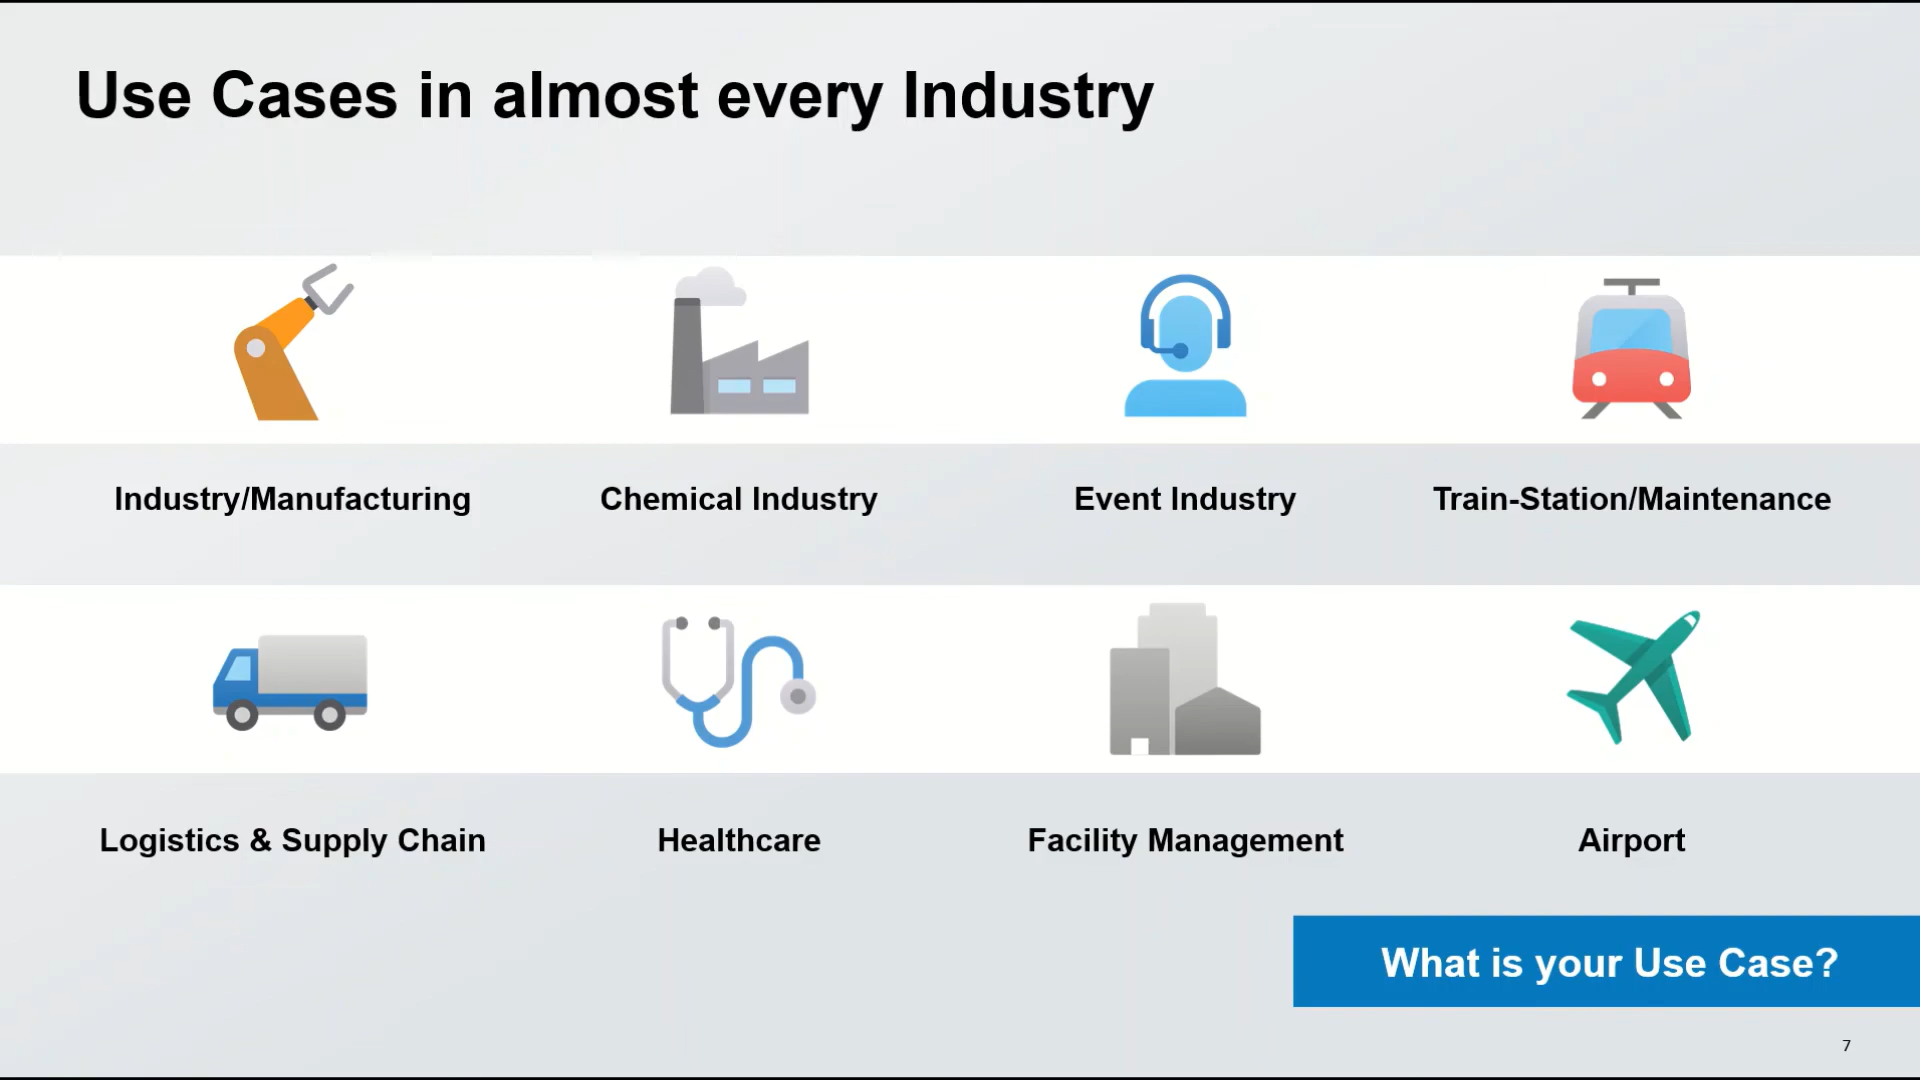 Use Cases in almost every Industry
Industry/Manufacturing
Chemical Industry
Event Industry
Train-Station/Maintenance
Logistics & Supply Chain
Healthcare
Facility Management
Airport
What is your Use Case?
7